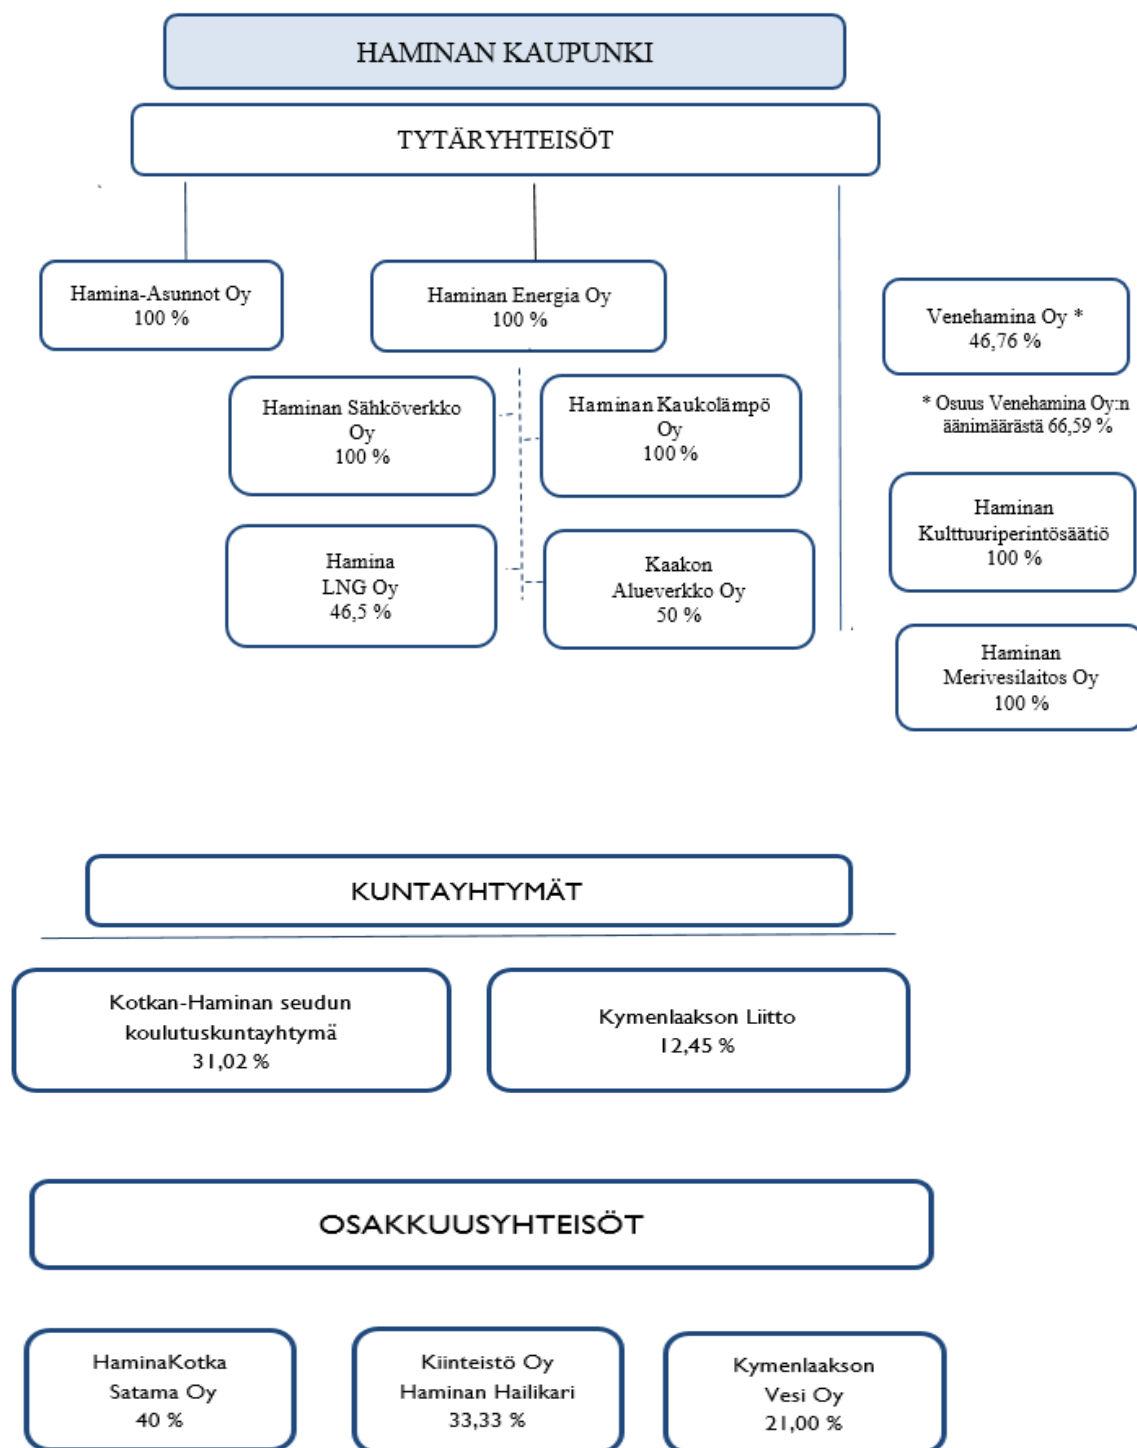 HAMINAN KAUPUNKI
TYTÄRYHTEISÖT
Hamina-Asunnot Oy
100 %
Haminan Energia Oy
100 %
Venehamina Oy *
46,76 %
* Osuus Venehamina Oy:n
äänimäärästä 66,59 %
Haminan Sähköverkko
Oy
100 %
Haminan Kaukolämpö
Oy
100 %
Haminan
Kulttuuriperintösäätiö
100 %
Hamina
LNG Oy
46,5 %
Kaakon
Alueverkko Oy
50 %
Haminan
Merivesilaitos Oy
100 %
KUNTAYHTYMÄT
Kotkan-Haminan seudun
koulutuskuntayhtymä
31,02 %
Kymenlaakson Liitto
12,45 %
OSAKKUUSYHTEISÖT
HaminaKotka
Satama Oy
40 %
Kiinteistö Oy
Haminan Hailikari
33,33 %
Kymenlaakson
Vesi Oy
21,00 %